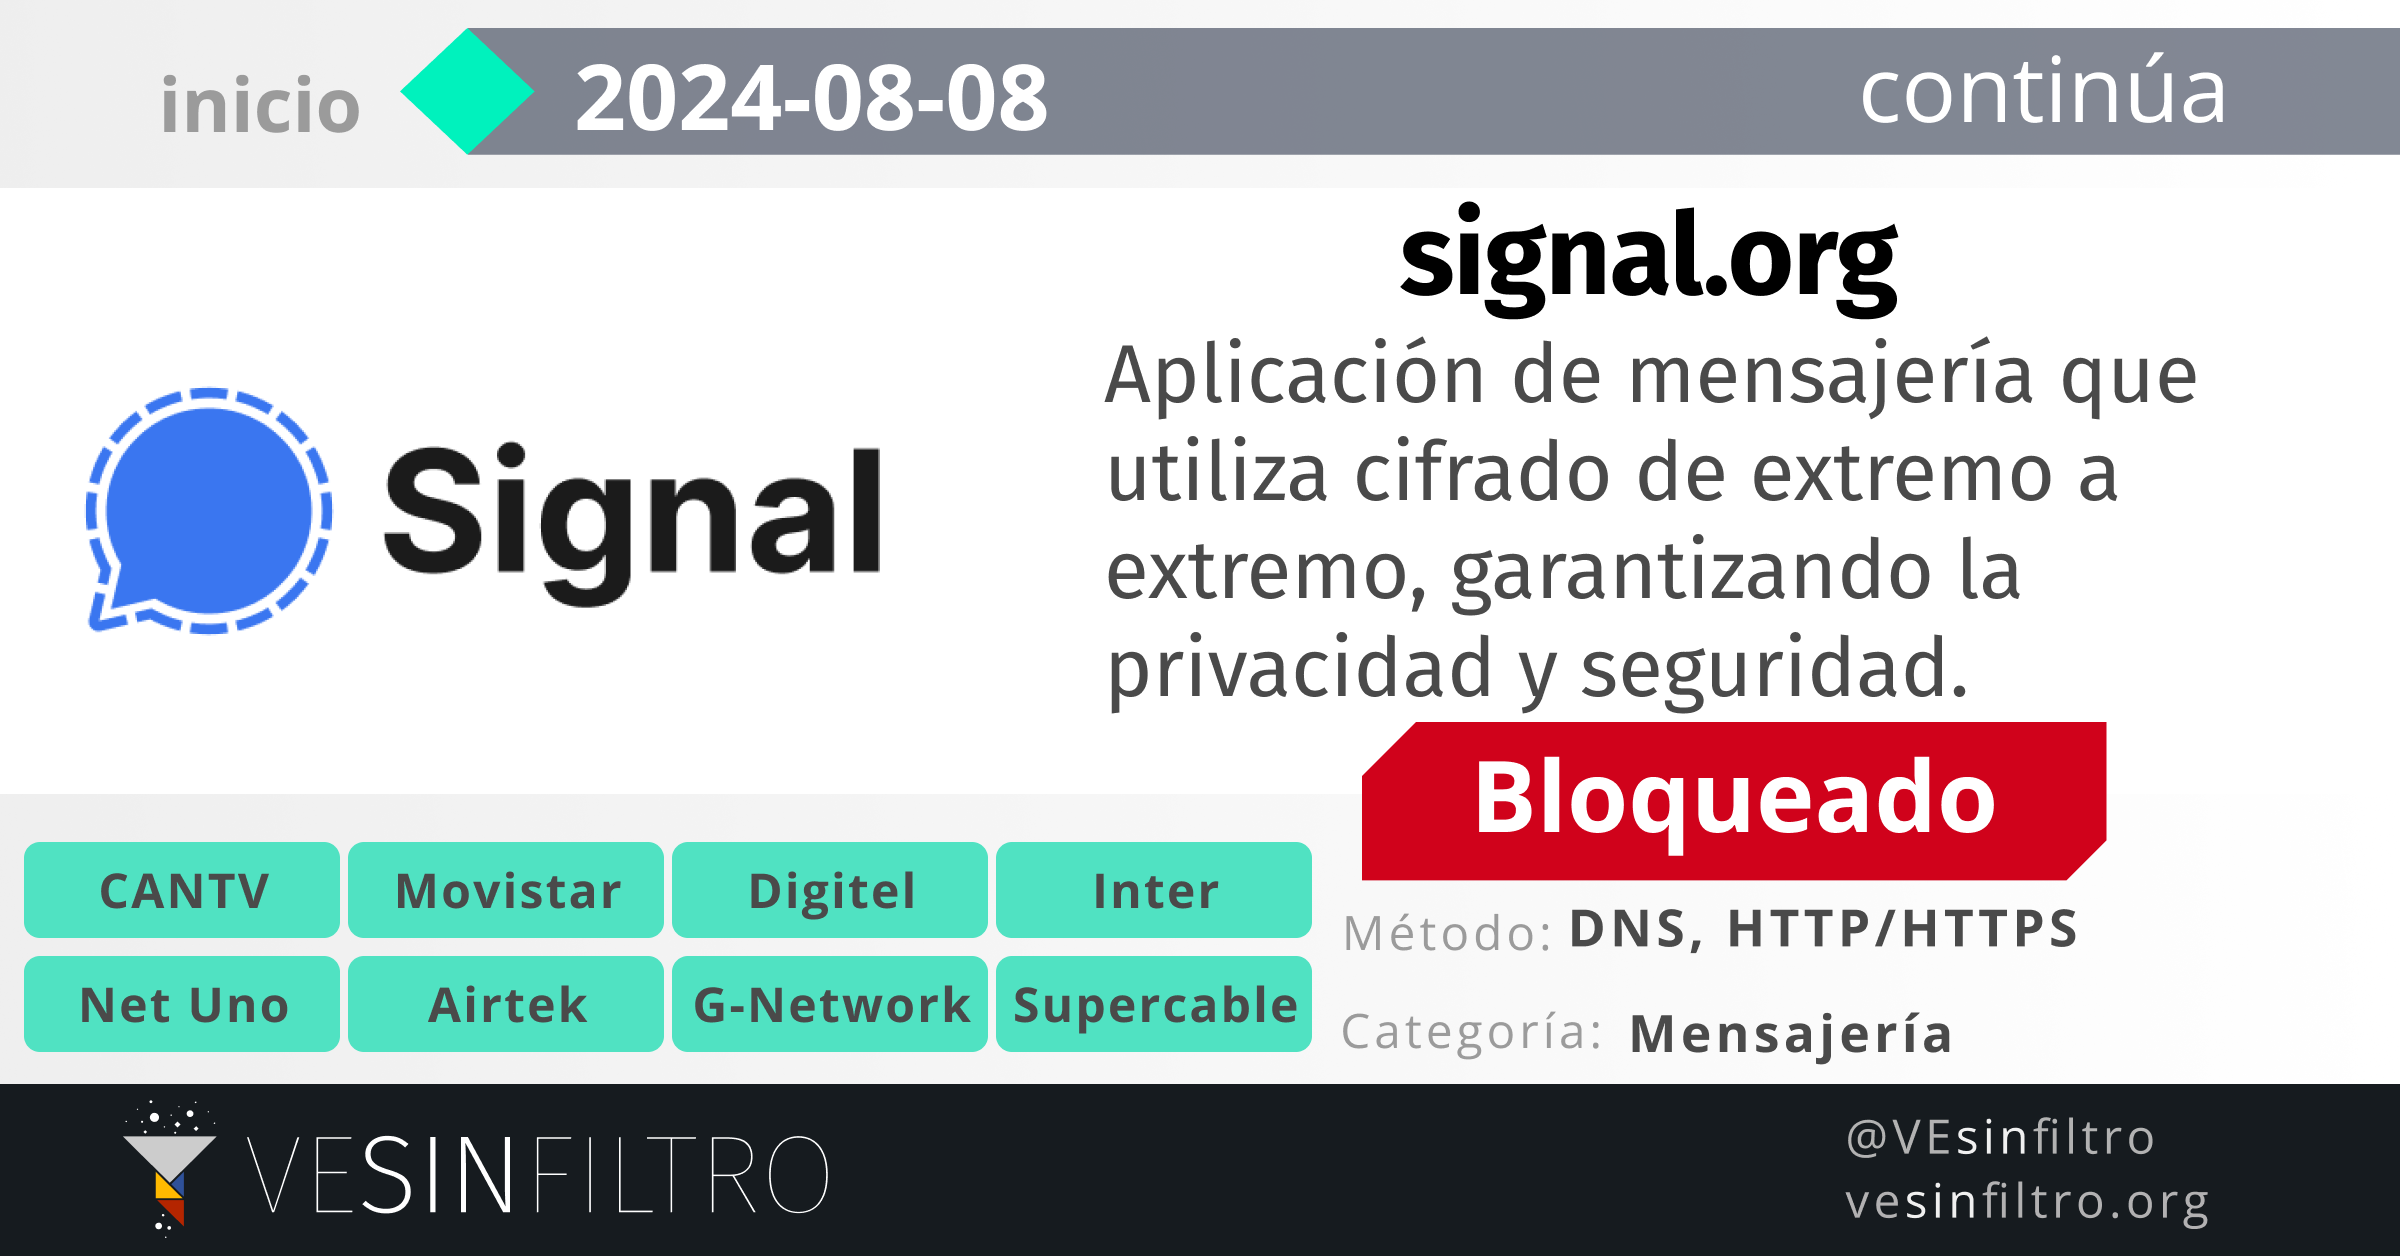 inicio 2024-08-08 continúa
signal.org
Signal
Aplicación de mensajería que
utiliza cifrado de extremo a
extremo, garantizando la
privacidad y seguridad.
Bloqueado
CANTV Movistar Digitel Inter
Net Uno Airtek G-Network Supercable
Método: DNS, HTTP/HTTPS
Categoría: Mensajería
VESINFILTRO
@VEsinfiltro
vesinfiltro.org